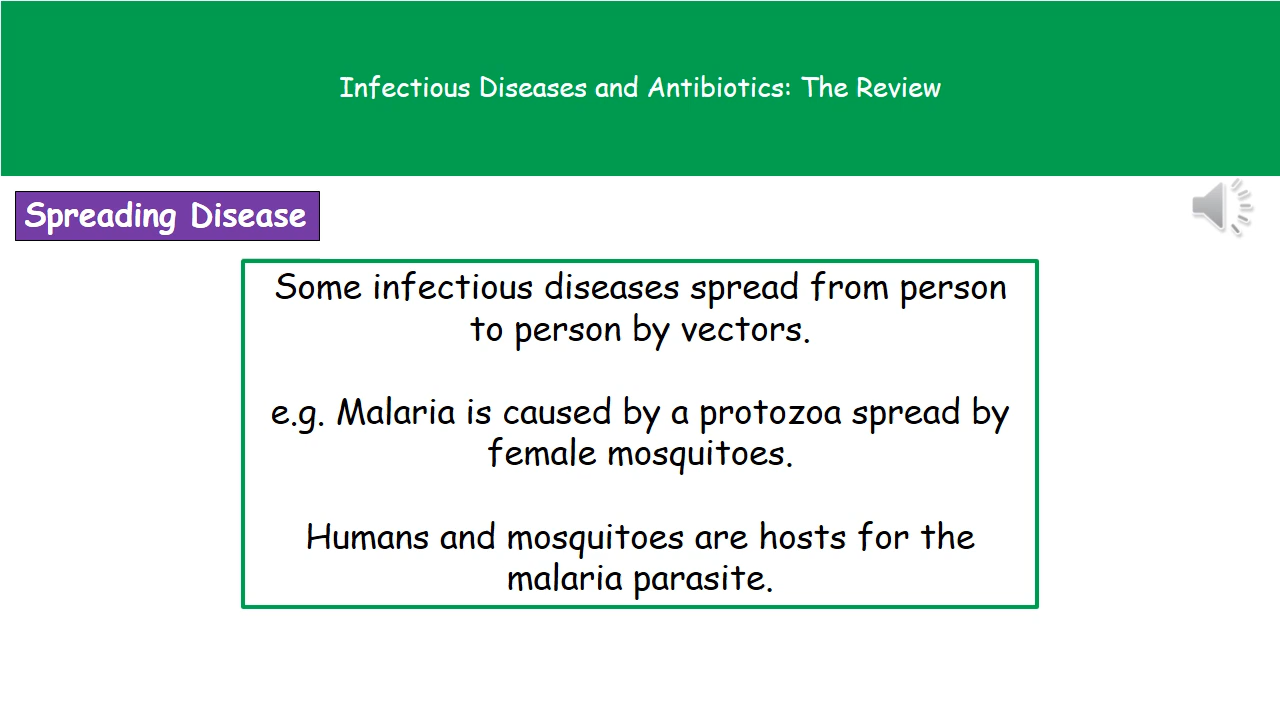 Infectious Diseases and Antibiotics: The Review
Spreading Disease
Some infectious diseases spread from person
to person by vectors.
e.g. Malaria is caused by a protozoa spread by
female mosquitoes.
Humans and mosquitoes are hosts for the
malaria parasite.